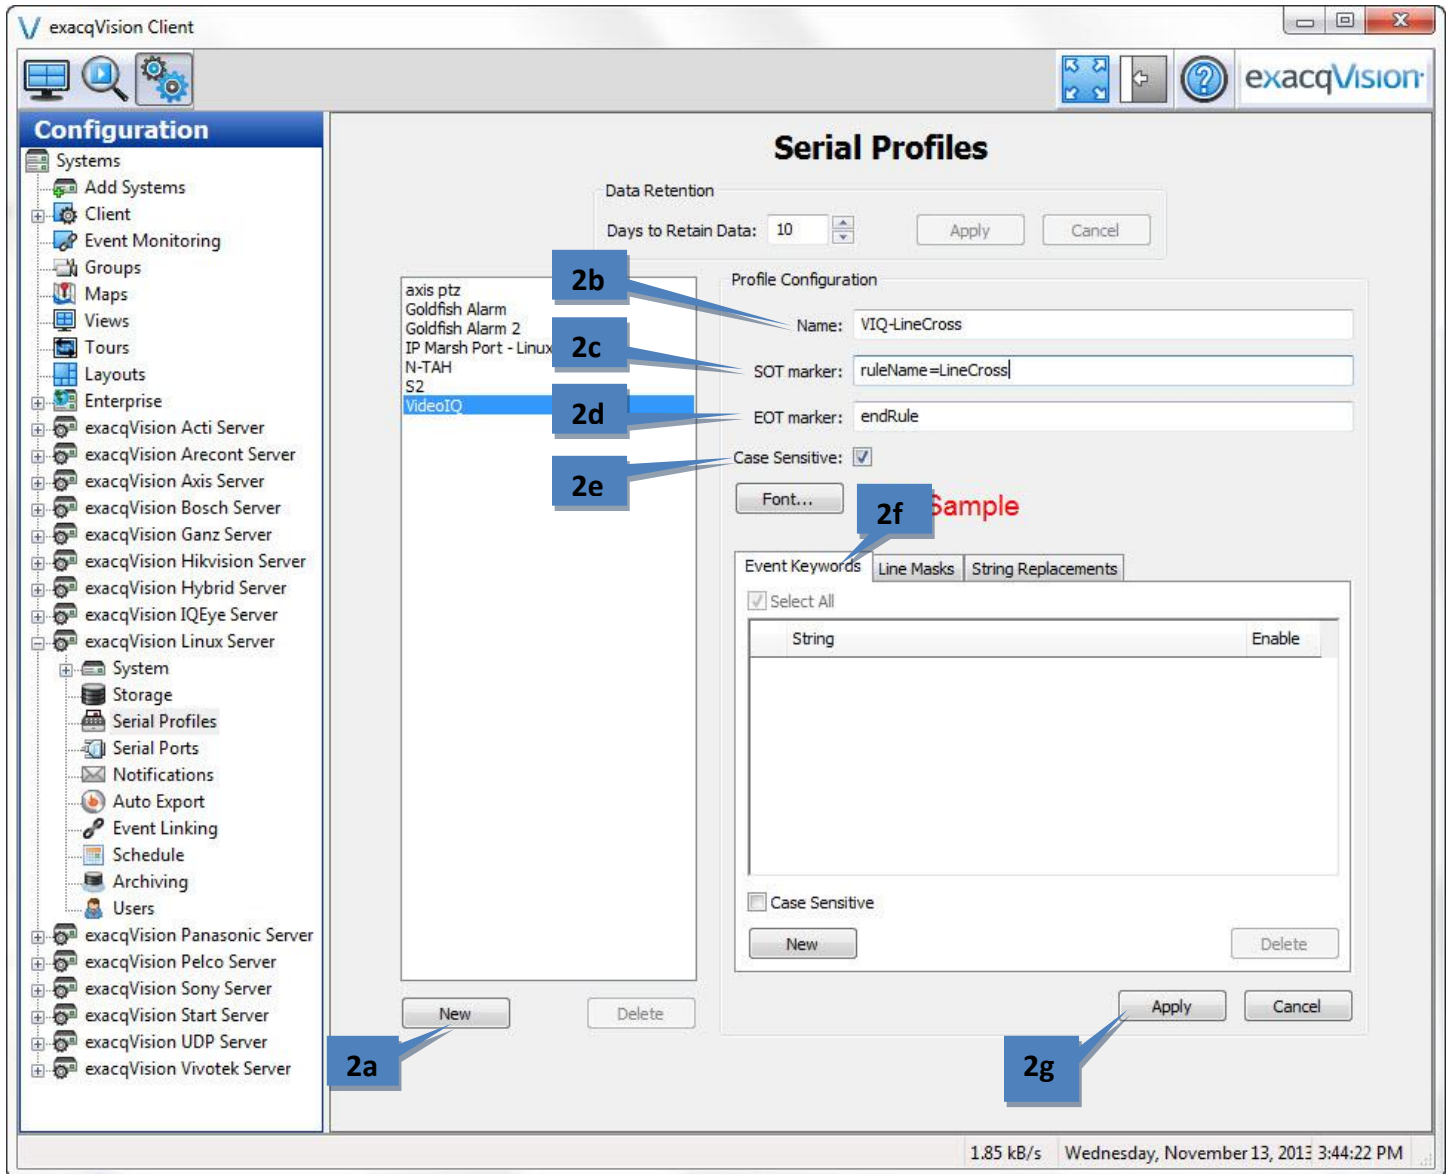 exacqVision Client
exacqVision
Configuration
Systems
Add Systems
Client
Event Monitoring
Groups
Maps
Views
Tours
Layouts
Enterprise
exacqVision Acti Server
exacqVision Arecont Server
exacqVision Axis Server
exacqVision Bosch Server
exacqVision Ganz Server
exacqVision Hikvision Server
exacqVision Hybrid Server
exacqVision IQEye Server
exacqVision Linux Server
System
Storage
Serial Profiles
Serial Ports
Notifications
Auto Export
Event Linking
Schedule
Archiving
Users
exacqVision Panasonic Server
exacqVision Pelco Server
exacqVision Sony Server
exacqVision Start Server
exacqVision UDP Server
exacqVision Vivotek Server
Serial Profiles
Data Retention
Days to Retain Data: 10 Apply Cancel
axis ptz
Goldfish Alarm
Goldfish Alarm 2
IP Marsh Port - Linux
N-TAH
S2
VideoIQ
New Delete
2a
2b
2c
2d
2e
Profile Configuration
Name: VIQ-LineCross
SOT marker: ruleName=LineCross
EOT marker: endRule
Case Sensitive:
Font... Sample
2f
Event Keywords Line Masks String Replacements
Select All
String Enable
Case Sensitive
New Delete
Apply Cancel
2g
1.85 kB/s Wednesday, November 13, 2013 3:44:22 PM